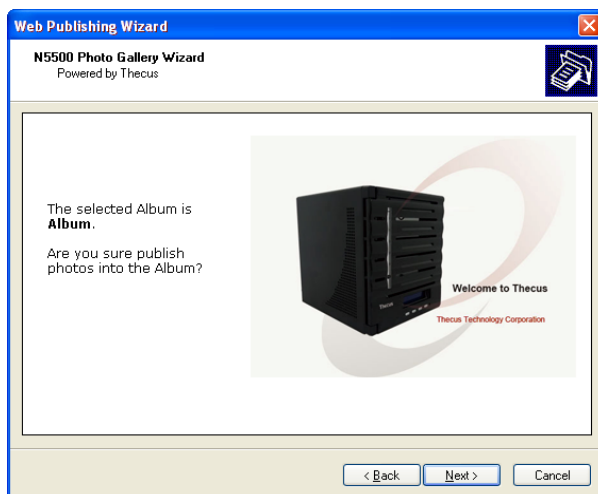 Web Publishing Wizard
N5500 Photo Gallery Wizard
Powered by Thecus
The selected Album is
Album.
Are you sure publish
photos into the Album?
Welcome to Thecus
Thecus Technology Corporation
Thecus
< Back
Next >
Cancel